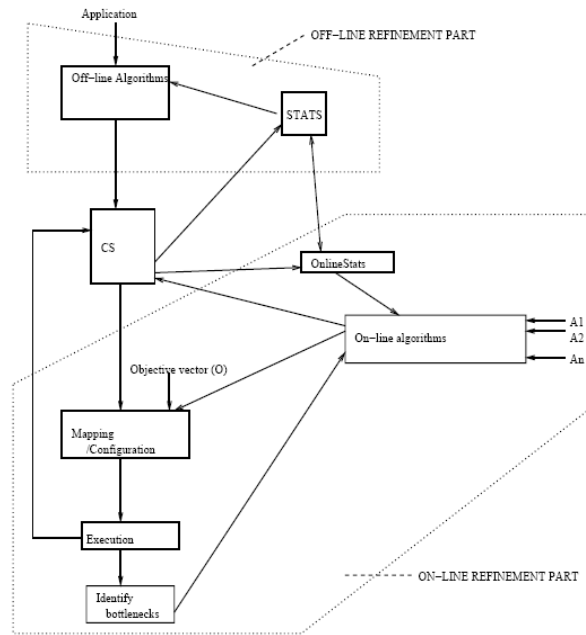 Application
OFF-LINE REFINEMENT PART
Off-line Algorithms
STATS
CS
OnlineStats
On-line algorithms
A1
A2
An
Objective vector (O)
Mapping
/Configuration
Execution
Identify
bottlenecks
ON-LINE REFINEMENT PART